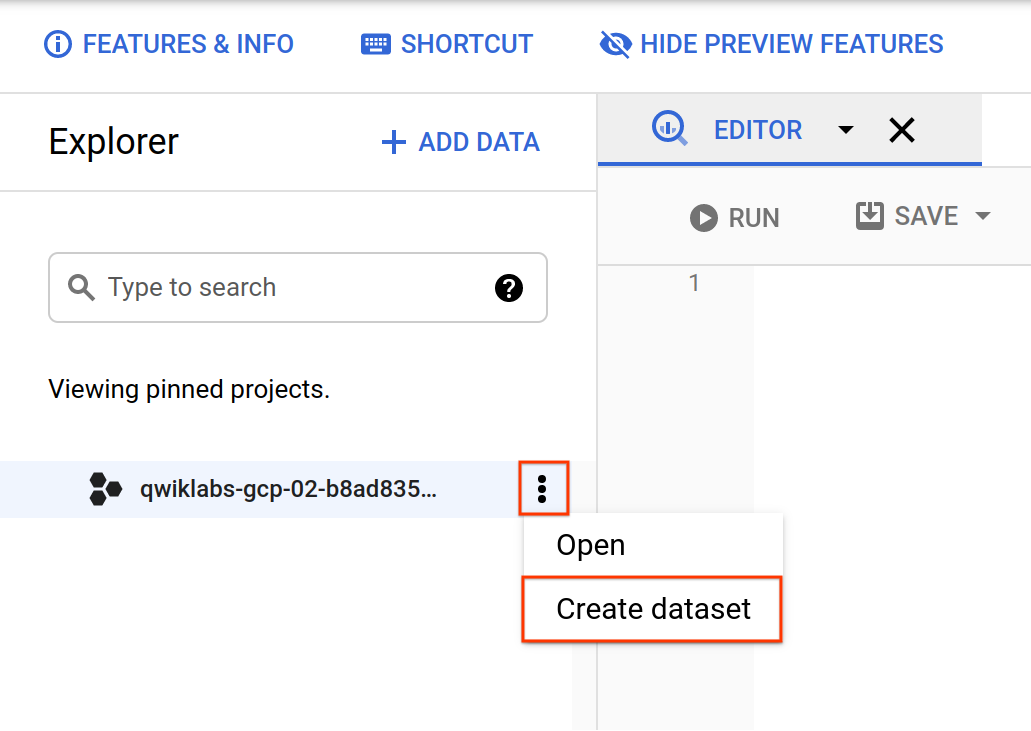 FEATURES & INFO SHORTCUT HIDE PREVIEW FEATURES
Explorer + ADD DATA
EDITOR
RUN SAVE
Type to search
1
Viewing pinned projects.
qwiklabs-gcp-02-b8ad835...
Open
Create dataset